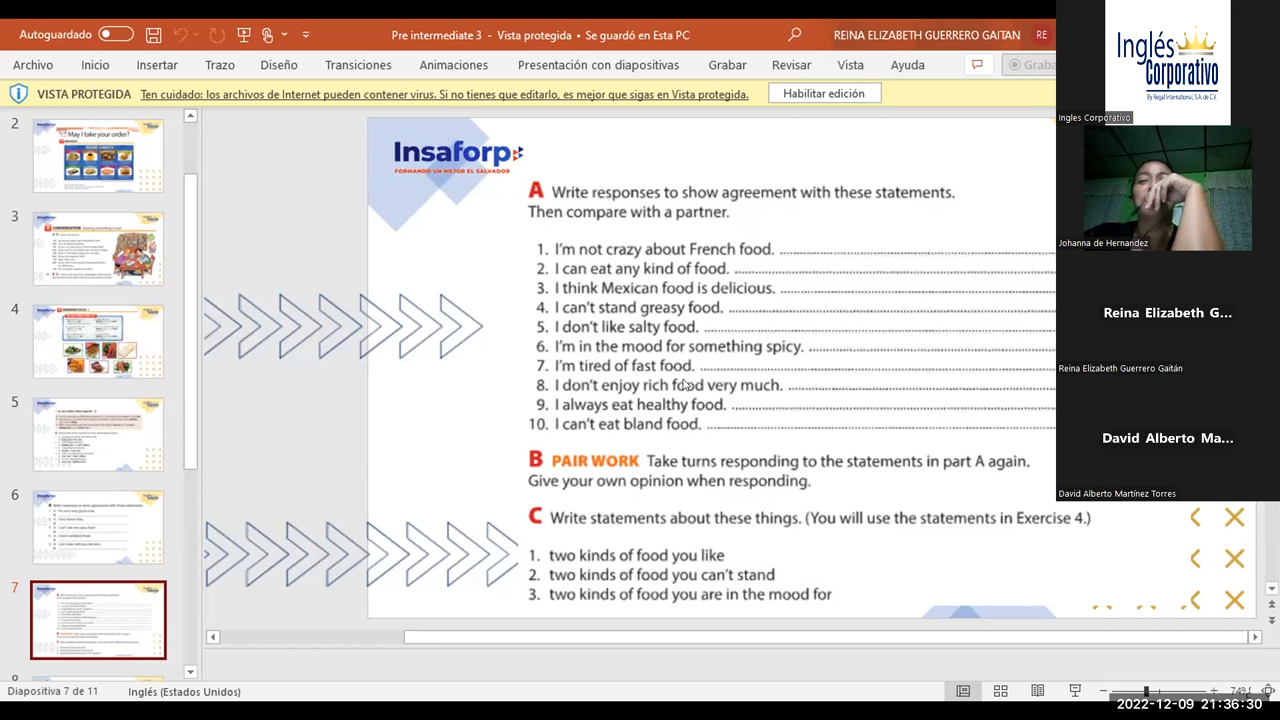 Autoguardado
Pre intermediate 3 - Vista protegida • Se guardó en Esta PC
REINA ELIZABETH GUERRERO GAITAN
RE
Archivo Inicio Insertar Trazo Diseño Transiciones Animaciones Presentación con diapositivas Grabar Revisar Vista Ayuda
VISTA PROTEGIDA Ten cuidado: los archivos de Internet pueden contener virus. Si no tienes que editarlo, es mejor que sigas en Vista protegida. Habilitar edición
2
May I take your order?
3
CONVERSATION
4
5
6
7
Insaforp
FORMANDO UN MEJOR EL SALVADOR
A Write responses to show agreement with these statements.
Then compare with a partner.
1. I'm not crazy about French food.
2. I can eat any kind of food.
3. I think Mexican food is delicious.
4. I can't stand greasy food.
5. I don't like salty food.
6. I'm in the mood for something spicy.
7. I'm tired of fast food.
8. I don't enjoy rich food very much.
9. I always eat healthy food.
10. I can't eat bland food.
B PAIR WORK Take turns responding to the statements in part A again.
Give your own opinion when responding.
C Write statements about these things. (You will use the statements in Exercise 4.)
1. two kinds of food you like
2. two kinds of food you can't stand
3. two kinds of food you are in the mood for
Inglés
Corporativo
By Regal International, S.A. de C.V.
Ingles Corporativo
Johanna de Hernandez
Reina Elizabeth G...
Reina Elizabeth Guerrero Gaitán
David Alberto Ma...
David Alberto Martínez Torres
Diapositiva 7 de 11 Inglés (Estados Unidos)
2022-12-09 21:36:30